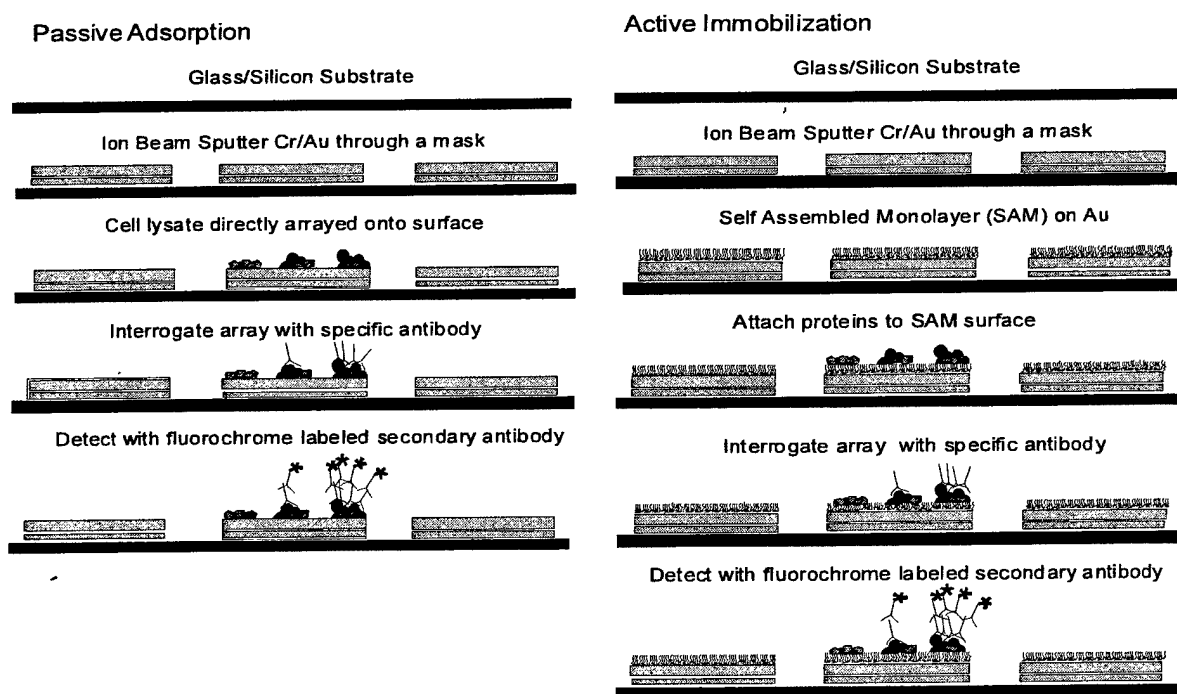 Passive Adsorption
Glass/Silicon Substrate
Ion Beam Sputter Cr/Au through a mask
Cell lysate directly arrayed onto surface
Interrogate array with specific antibody
Detect with fluorochrome labeled secondary antibody
Active Immobilization
Glass/Silicon Substrate
Ion Beam Sputter Cr/Au through a mask
Self Assembled Monolayer (SAM) on Au
Attach proteins to SAM surface
Interrogate array with specific antibody
Detect with fluorochrome labeled secondary antibody